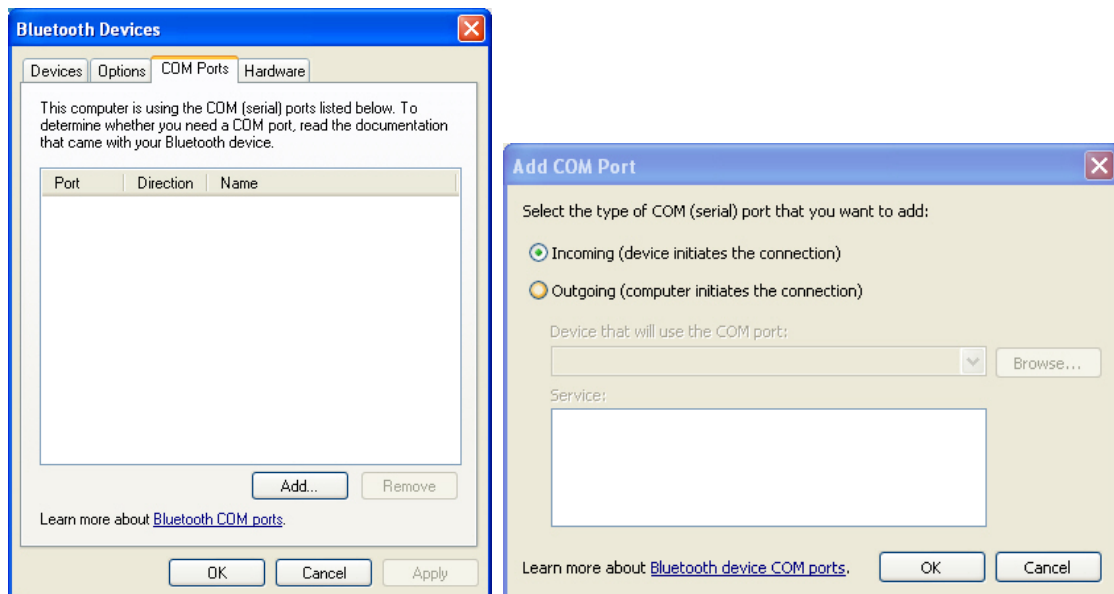 Bluetooth Devices
Devices Options COM Ports Hardware
This computer is using the COM (serial) ports listed below. To
determine whether you need a COM port, read the documentation
that came with your Bluetooth device.
Port Direction Name
Add... Remove
Learn more about Bluetooth COM ports.
OK Cancel Apply
Add COM Port
Select the type of COM (serial) port that you want to add:
Incoming (device initiates the connection)
Outgoing (computer initiates the connection)
Device that will use the COM port:
Browse...
Service:
Learn more about Bluetooth device COM ports. OK Cancel